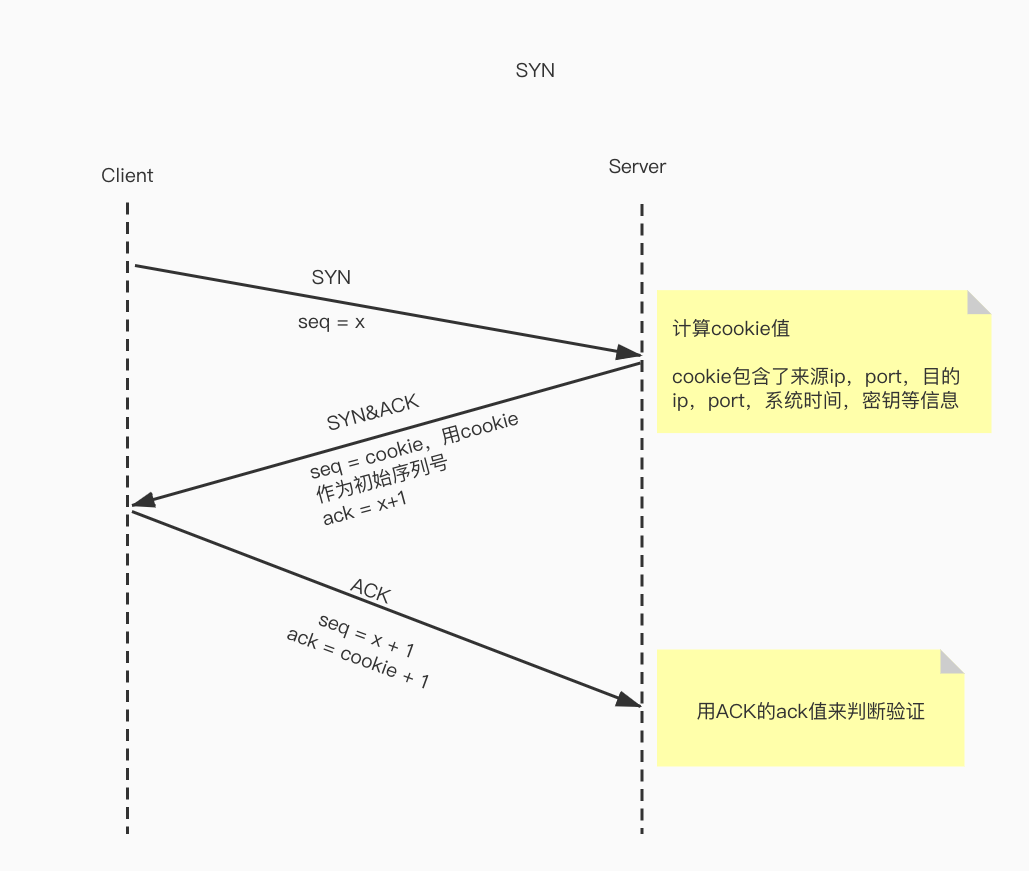 SYN
Client
Server
SYN
seq = x
计算cookie值
cookie包含了来源ip，port，目的
ip，port，系统时间，密钥等信息
SYN&ACK
seq = cookie，用cookie
作为初始序列号
ack = x+1
ACK
seq = x + 1
ack = cookie + 1
用ACK的ack值来判断验证